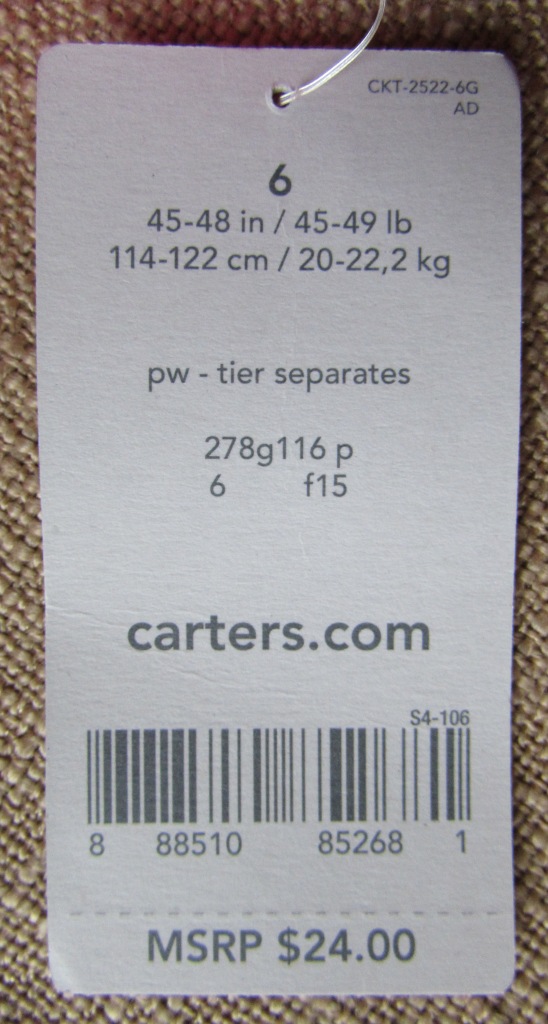 CKT-2522-6G
AD
6
45-48 in / 45-49 lb
114-122 cm / 20-22,2 kg
pw - tier separates
278g116 p
6 f15
carters.com
S4-106
8 88510 85268 1
MSRP $24.00